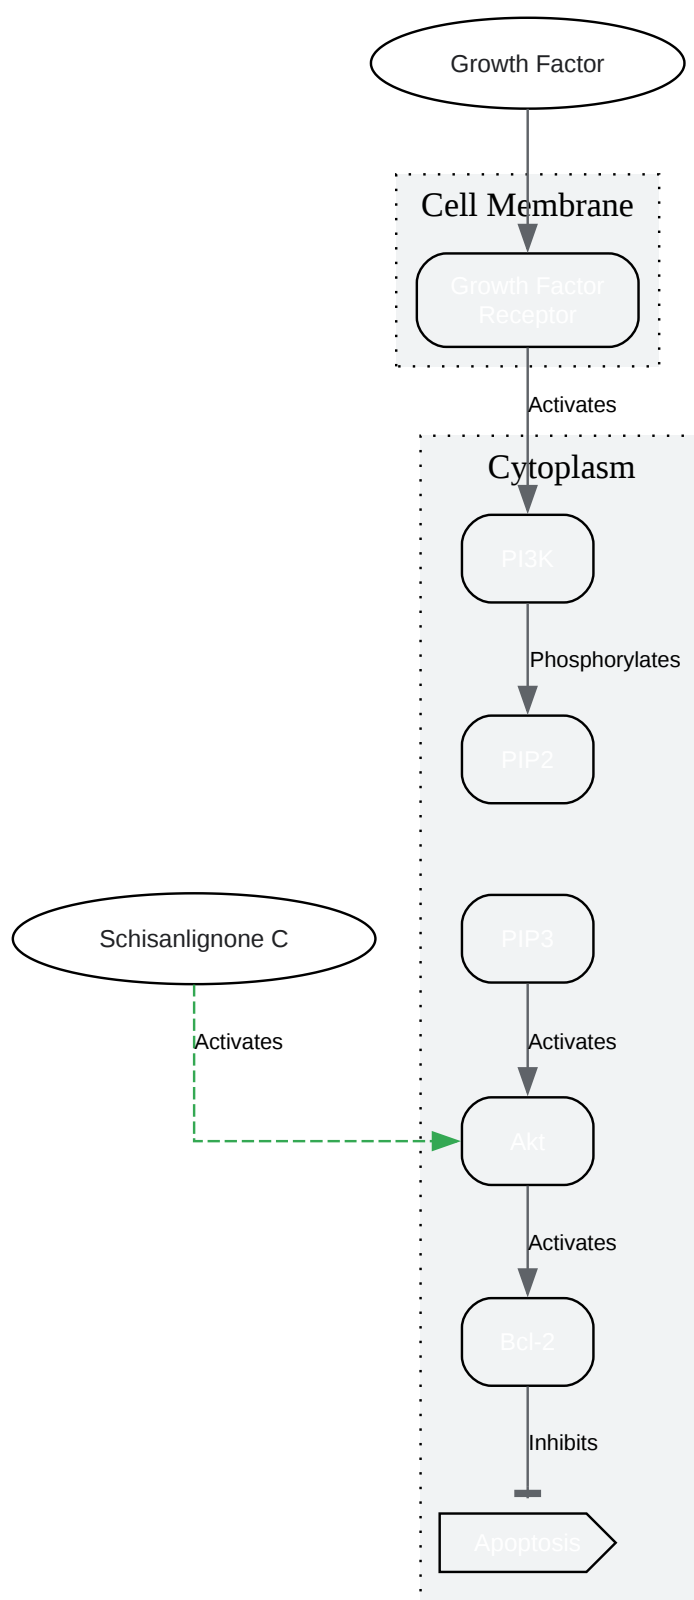 Growth Factor
Cell Membrane
Growth Factor
Receptor
Activates
Cytoplasm
PI3K
Phosphorylates
PIP2
Schisanlignone C
PIP3
Activates
Activates
Akt
Activates
Bcl-2
Inhibits
Apoptosis